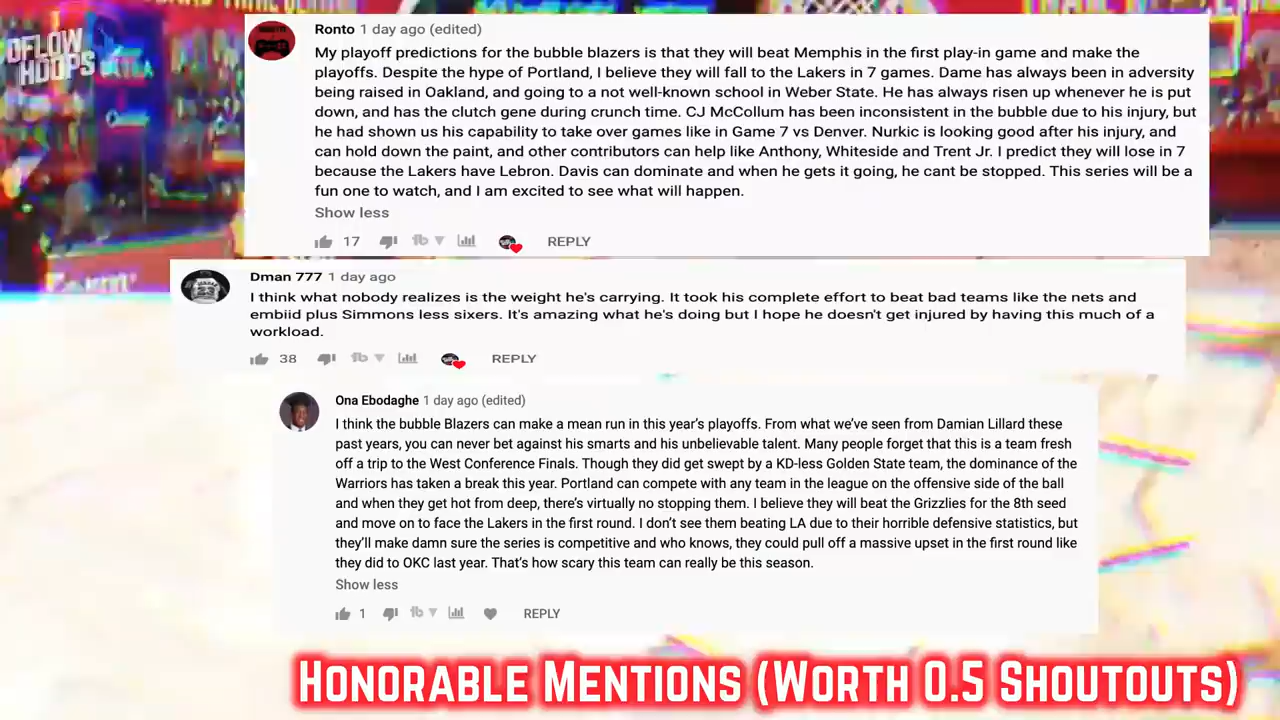 DFLOW
HOOPS
Ronto 1 day ago (edited)
My playoff predictions for the bubble blazers is that they will beat Memphis in the first play-in game and make the
playoffs. Despite the hype of Portland, I believe they will fall to the Lakers in 7 games. Dame has always been in adversity
being raised in Oakland, and going to a not well-known school in Weber State. He has always risen up whenever he is put
down, and has the clutch gene during crunch time. CJ McCollum has been inconsistent in the bubble due to his injury, but
he had shown us his capability to take over games like in Game 7 vs Denver. Nurkic is looking good after his injury, and
can hold down the paint, and other contributors can help like Anthony, Whiteside and Trent Jr. I predict they will lose in 7
because the Lakers have Lebron. Davis can dominate and when he gets it going, he cant be stopped. This series will be a
fun one to watch, and I am excited to see what will happen.
Show less
17 REPLY
Dman 777 1 day ago
I think what nobody realizes is the weight he's carrying. It took his complete effort to beat bad teams like the nets and
embiid plus Simmons less sixers. It's amazing what he's doing but I hope he doesn't get injured by having this much of a
workload.
38 REPLY
Ona Ebodaghe 1 day ago (edited)
I think the bubble Blazers can make a mean run in this year's playoffs. From what we've seen from Damian Lillard these
past years, you can never bet against his smarts and his unbelievable talent. Many people forget that this is a team fresh
off a trip to the West Conference Finals. Though they did get swept by a KD-less Golden State team, the dominance of the
Warriors has taken a break this year. Portland can compete with any team in the league on the offensive side of the ball
and when they get hot from deep, there's virtually no stopping them. I believe they will beat the Grizzlies for the 8th seed
and move on to face the Lakers in the first round. I don't see them beating LA due to their horrible defensive statistics, but
they'll make damn sure the series is competitive and who knows, they could pull off a massive upset in the first round like
they did to OKC last year. That's how scary this team can really be this season.
Show less
1 REPLY
Honorable Mentions (Worth 0.5 Shoutouts)